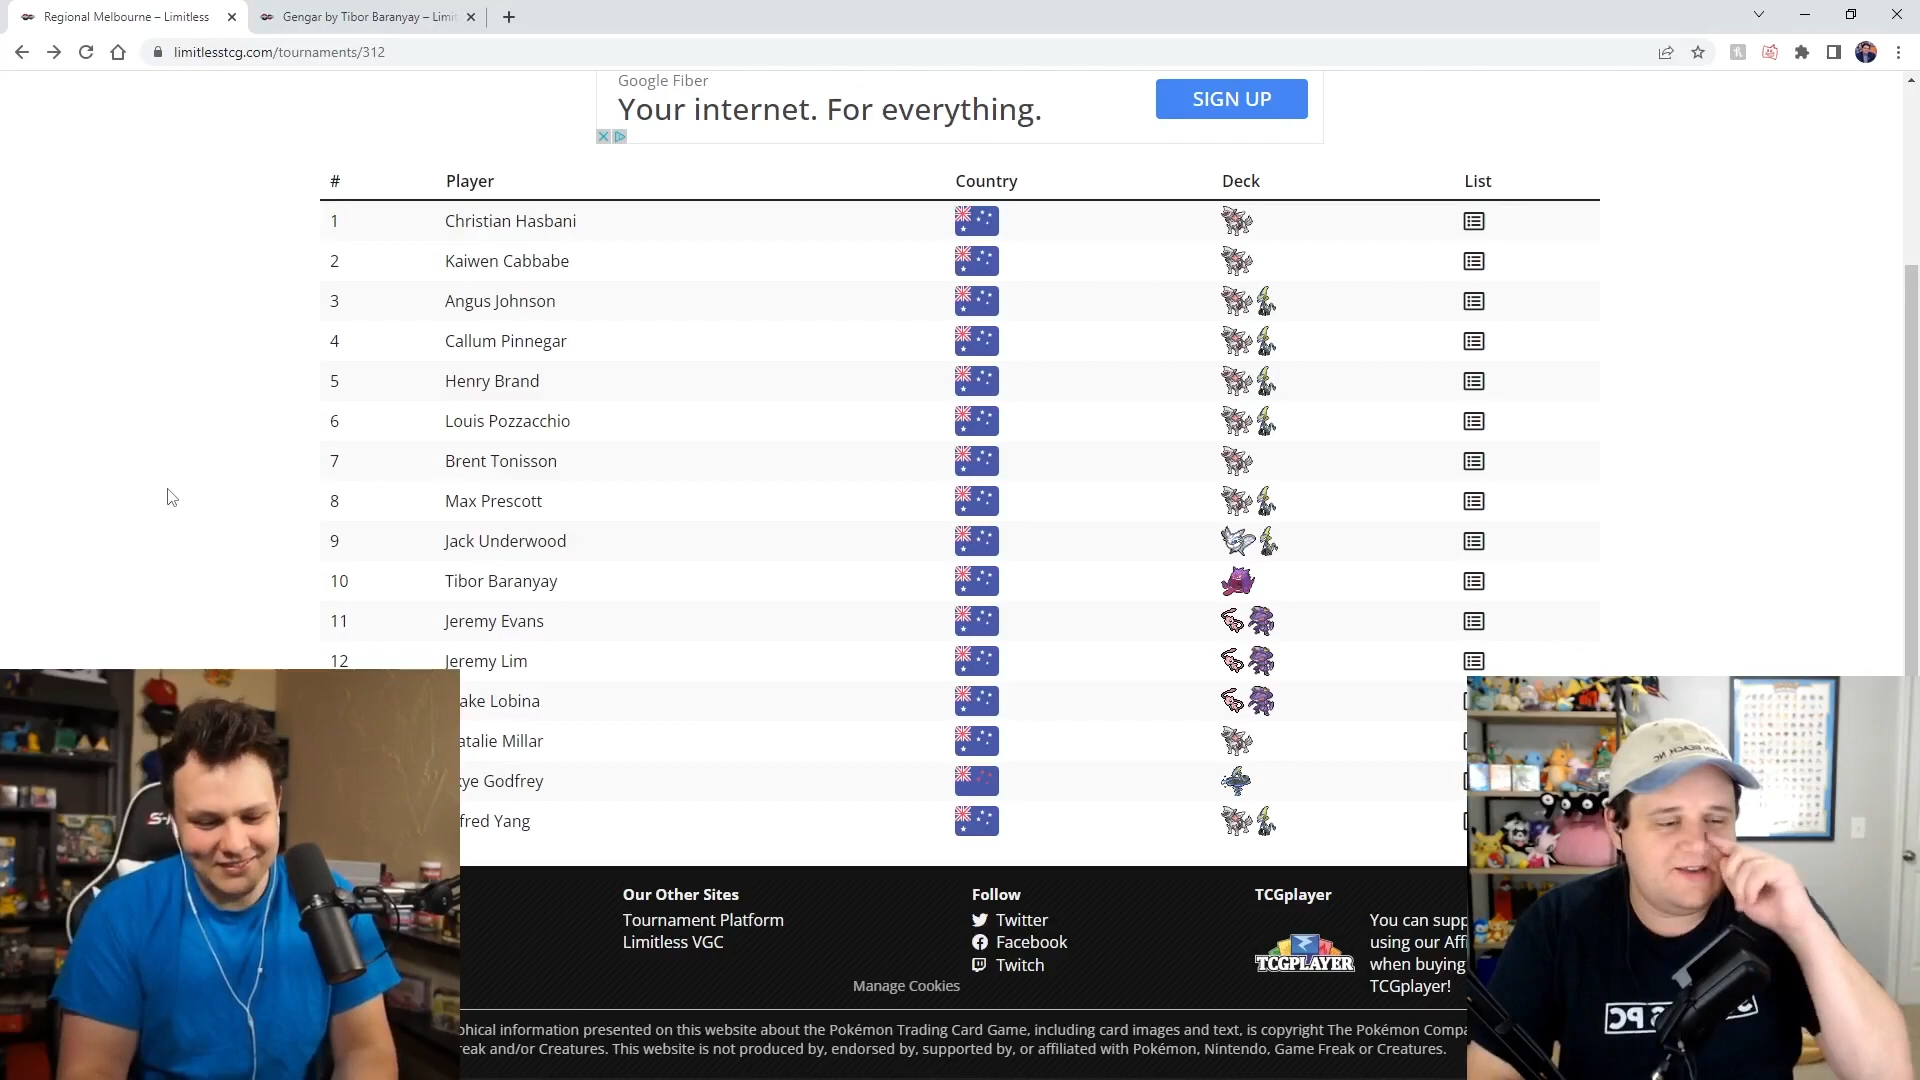 Regional Melbourne – Limitless
Gengar by Tibor Baranyay – Limit
limitlesstcg.com/tournaments/312
Google Fiber
Your internet. For everything.
SIGN UP
# Player Country Deck List
1 Christian Hasbani
2 Kaiwen Cabbabe
3 Angus Johnson
4 Callum Pinnegar
5 Henry Brand
6 Louis Pozzacchio
7 Brent Tonisson
8 Max Prescott
9 Jack Underwood
10 Tibor Baranyay
11 Jeremy Evans
12 Jeremy Lim
ake Lobina
atalie Millar
kye Godfrey
fred Yang
Our Other Sites
Tournament Platform
Limitless VGC
Follow
Twitter
Facebook
Twitch
TCGplayer
TCGPLAYER
You can supp
using our Affi
when buying
TCGplayer!
Manage Cookies
phical information presented on this website about the Pokémon Trading Card Game, including card images and text, is copyright The Pokémon Compa
reak and/or Creatures. This website is not produced by, endorsed by, supported by, or affiliated with Pokémon, Nintendo, Game Freak or Creatures.